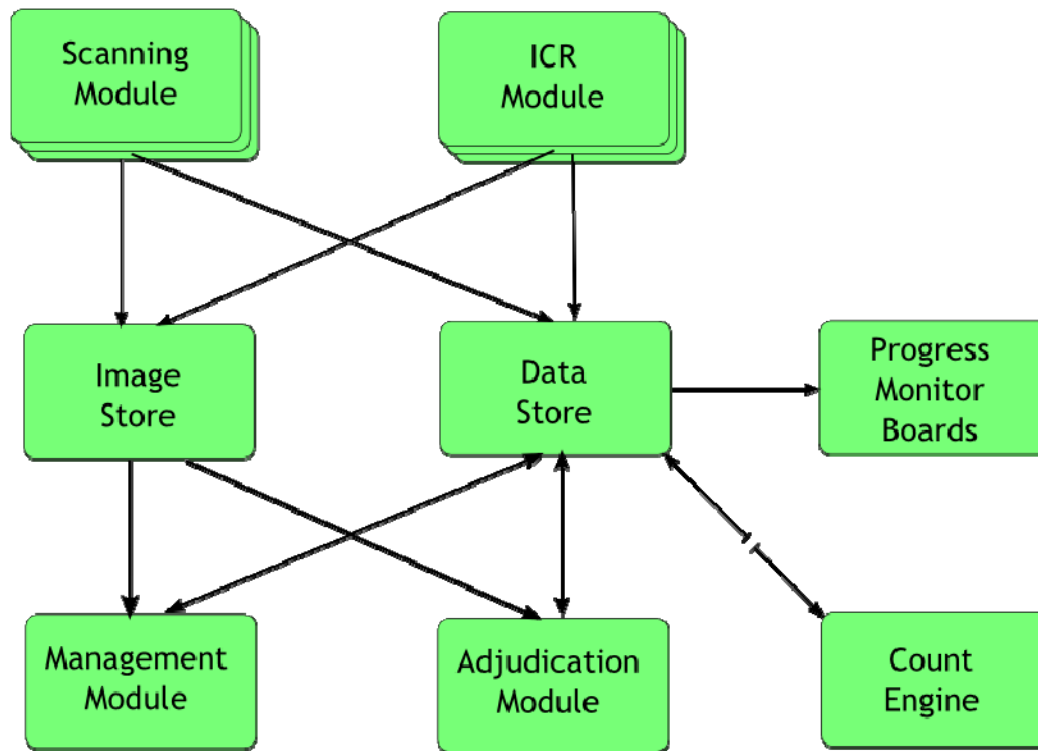 Scanning
Module
ICR
Module
Image
Store
Data
Store
Progress
Monitor
Boards
Management
Module
Adjudication
Module
Count
Engine